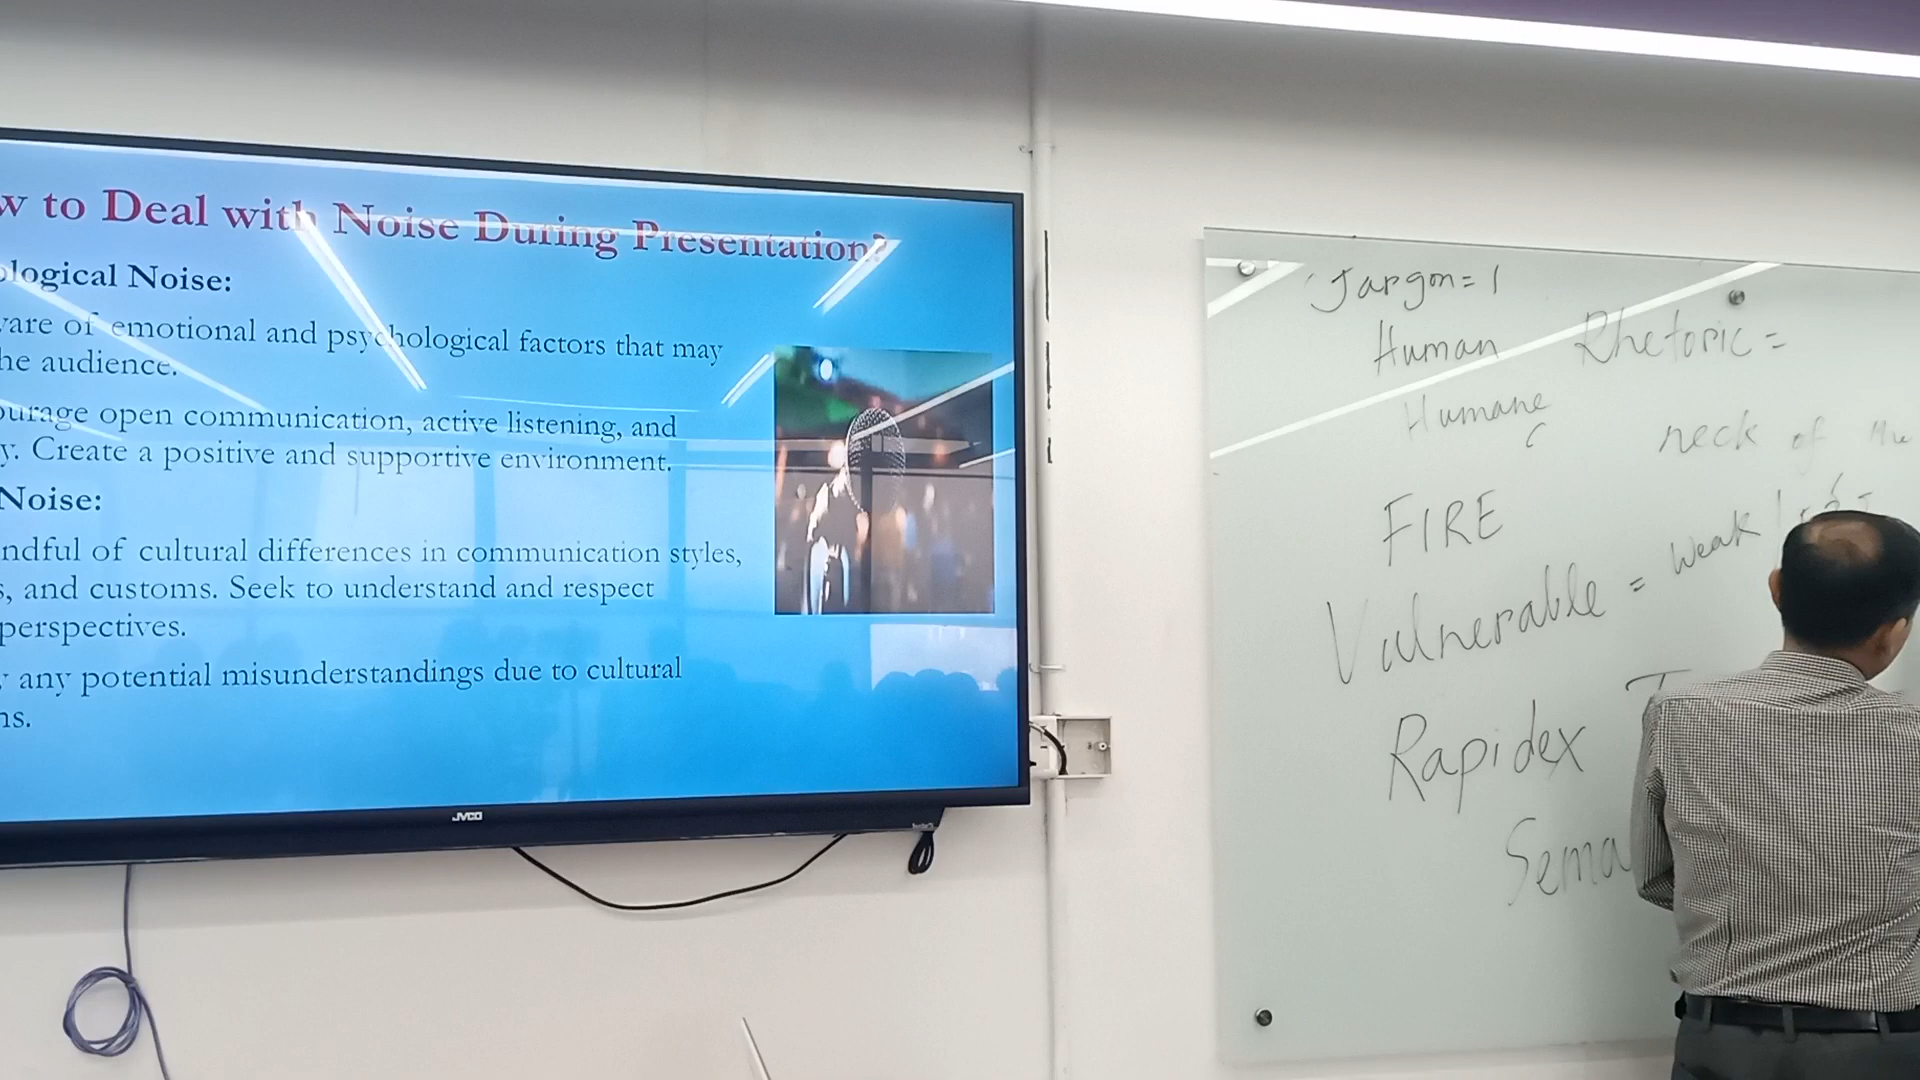 w to Deal with Noise During Presentation?
ological Noise:
are of emotional and psychological factors that may
he audience.
ourage open communication, active listening, and
y. Create a positive and supportive environment.
Noise:
ndful of cultural differences in communication styles,
s, and customs. Seek to understand and respect
perspectives.
any potential misunderstandings due to cultural
ns.
JVCO
Jargon =
Human Rhetoric =
Humane
neck of the
FIRE
Vulnerable = weak
Rapidex
Sema